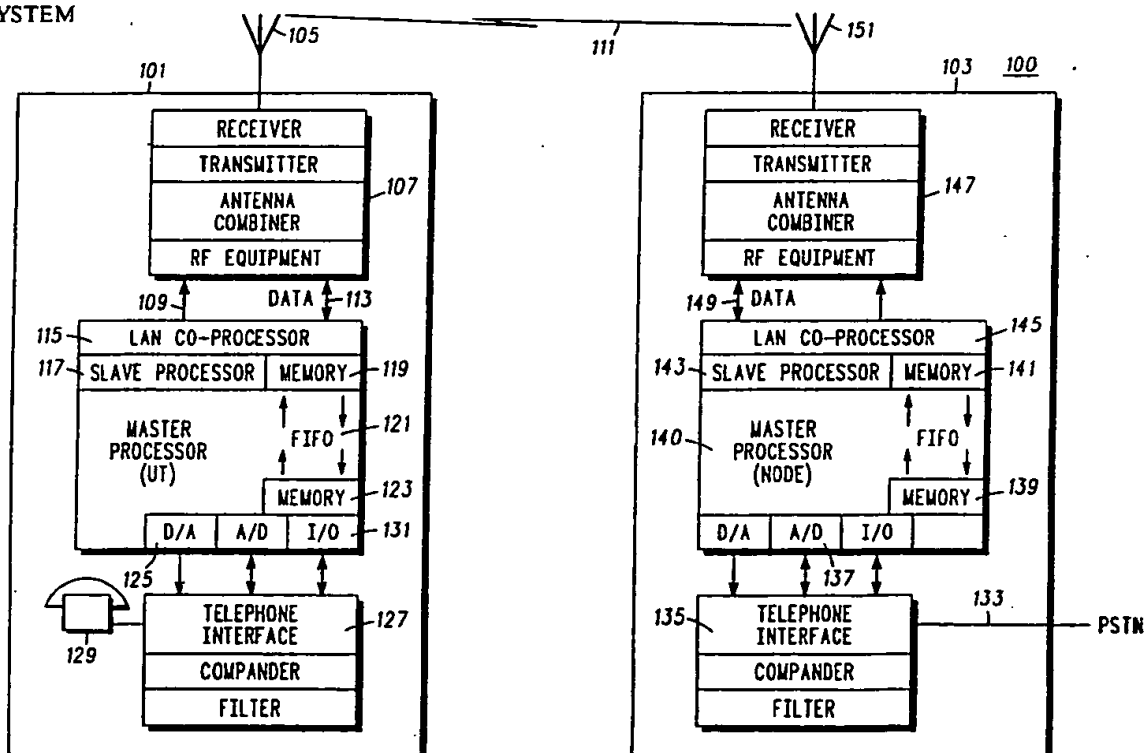 YSTEM
105
111
151
101
103
100
RECEIVER
TRANSMITTER
ANTENNA
COMBINER
RF EQUIPMENT
107
RECEIVER
TRANSMITTER
ANTENNA
COMBINER
RF EQUIPMENT
147
109
DATA
113
149
DATA
115
LAN CO-PROCESSOR
117
SLAVE PROCESSOR
MEMORY
119
MASTER
PROCESSOR
(UT)
FIFO
121
MEMORY
123
D/A
A/D
I/O
131
125
LAN CO-PROCESSOR
145
143
SLAVE PROCESSOR
MEMORY
141
140
MASTER
PROCESSOR
(NODE)
FIFO
MEMORY
139
D/A
A/D
I/O
137
129
TELEPHONE
INTERFACE
127
COMPANDER
FILTER
135
TELEPHONE
INTERFACE
133
PSTN
COMPANDER
FILTER